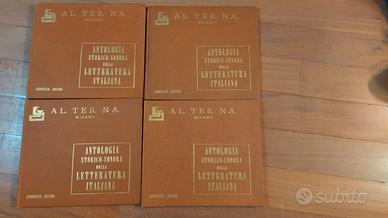 AL. TER. NA.
MILANO
ANTOLOGIA
STORICO-SONORA
DELLA
LETTERATURA
ITALIANA
AL. TER. NA.
MILANO
ANTOLOGIA
STORICO-SONORA
DELLA
LETTERATURA
ITALIANA
AL. TER. NA.
MILANO
ANTOLOGIA
STORICO-SONORA
DELLA
LETTERATURA
ITALIANA
AL. TER. NA.
MILANO
ANTOLOGIA
STORICO-SONORA
DELLA
LETTERATURA
ITALIANA
subito